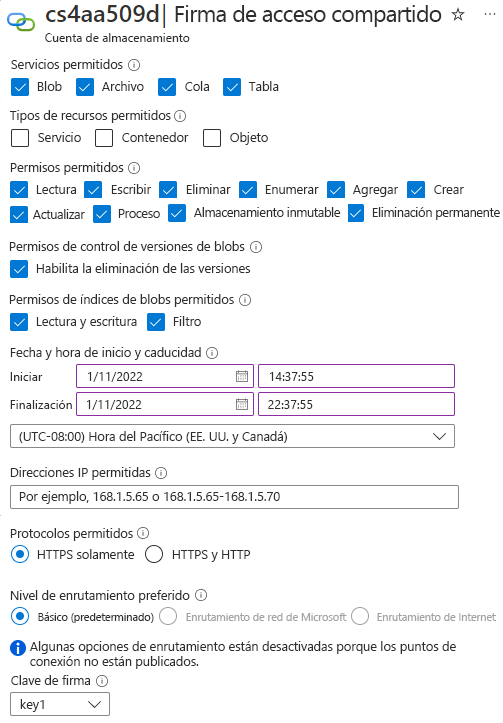 cs4aa509d| Firma de acceso compartido ☆ ···
Cuenta de almacenamiento
Servicios permitidos
Blob Archivo Cola Tabla
Tipos de recursos permitidos
Servicio Contenedor Objeto
Permisos permitidos
Lectura Escribir Eliminar Enumerar Agregar Crear
Actualizar Proceso Almacenamiento inmutable Eliminación permanente
Permisos de control de versiones de blobs
Habilita la eliminación de las versiones
Permisos de índices de blobs permitidos
Lectura y escritura Filtro
Fecha y hora de inicio y caducidad
Iniciar 1/11/2022 14:37:55
Finalización 1/11/2022 22:37:55
(UTC-08:00) Hora del Pacífico (EE. UU. y Canadá)
Direcciones IP permitidas
Por ejemplo, 168.1.5.65 o 168.1.5.65-168.1.5.70
Protocolos permitidos
HTTPS solamente HTTPS y HTTP
Nivel de enrutamiento preferido
Básico (predeterminado) Enrutamiento de red de Microsoft Enrutamiento de Internet
Algunas opciones de enrutamiento están desactivadas porque los puntos de
conexión no están publicados.
Clave de firma
key1